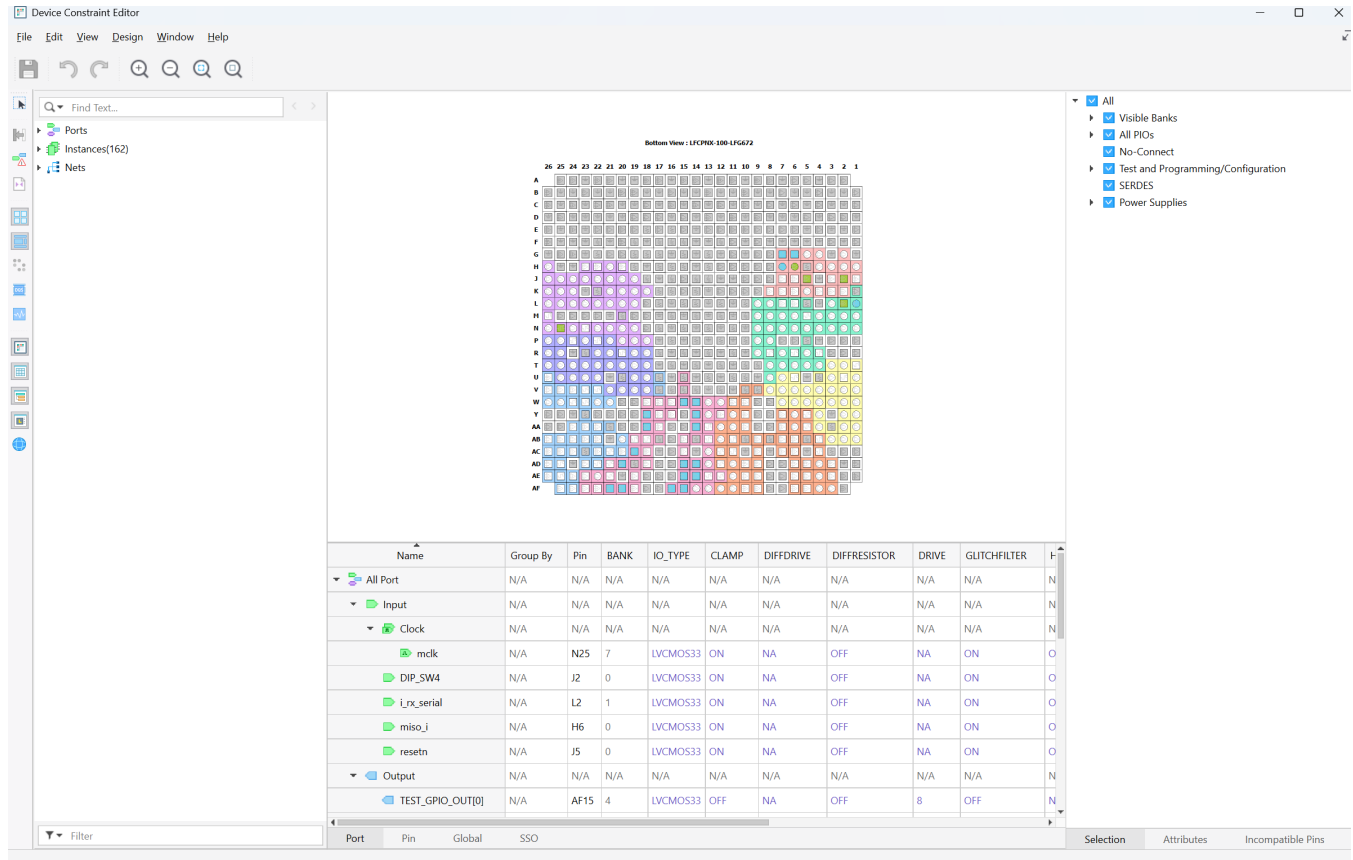 Device Constraint Editor
File Edit View Design Window Help
Find Text...
Ports
Instances(162)
Nets
Filter
Bottom View : LFCPNX-100-LFG672
26 25 24 23 22 21 20 19 18 17 16 15 14 13 12 11 10 9 8 7 6 5 4 3 2 1
A
B
C
D
E
F
G
H
J
K
L
M
N
P
R
T
U
V
W
Y
AA
AB
AC
AD
AE
AF
All
Visible Banks
All PIOs
No-Connect
Test and Programming/Configuration
SERDES
Power Supplies
Name Group By Pin BANK IO_TYPE CLAMP DIFFDRIVE DIFFRESISTOR DRIVE GLITCHFILTER
All Port N/A N/A N/A N/A N/A N/A N/A N/A N/A N
Input N/A N/A N/A N/A N/A N/A N/A N/A N/A N
Clock N/A N/A N/A N/A N/A N/A N/A N/A N/A N
mclk N/A N25 7 LVCMOS33 ON NA OFF NA ON O
DIP_SW4 N/A J2 0 LVCMOS33 ON NA OFF NA ON O
i_rx_serial N/A L2 1 LVCMOS33 ON NA OFF NA ON O
miso_i N/A H6 0 LVCMOS33 ON NA OFF NA ON O
resetn N/A J5 0 LVCMOS33 ON NA OFF NA ON O
Output N/A N/A N/A N/A N/A N/A N/A N/A N/A N
TEST_GPIO_OUT[0] N/A AF15 4 LVCMOS33 OFF NA OFF 8 OFF N
Port Pin Global SSO
Selection Attributes Incompatible Pins